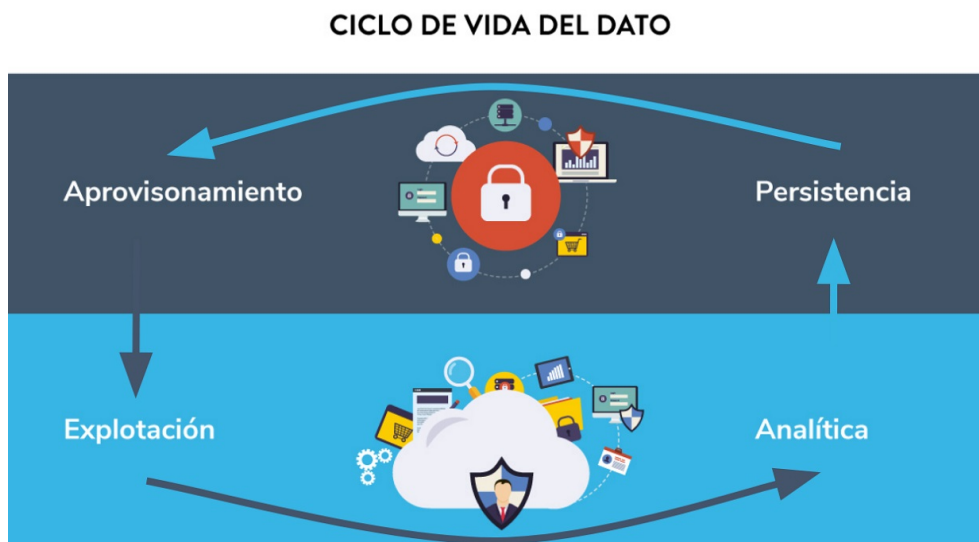 CICLO DE VIDA DEL DATO
Aprovisonamiento
Persistencia
Explotación
Analítica